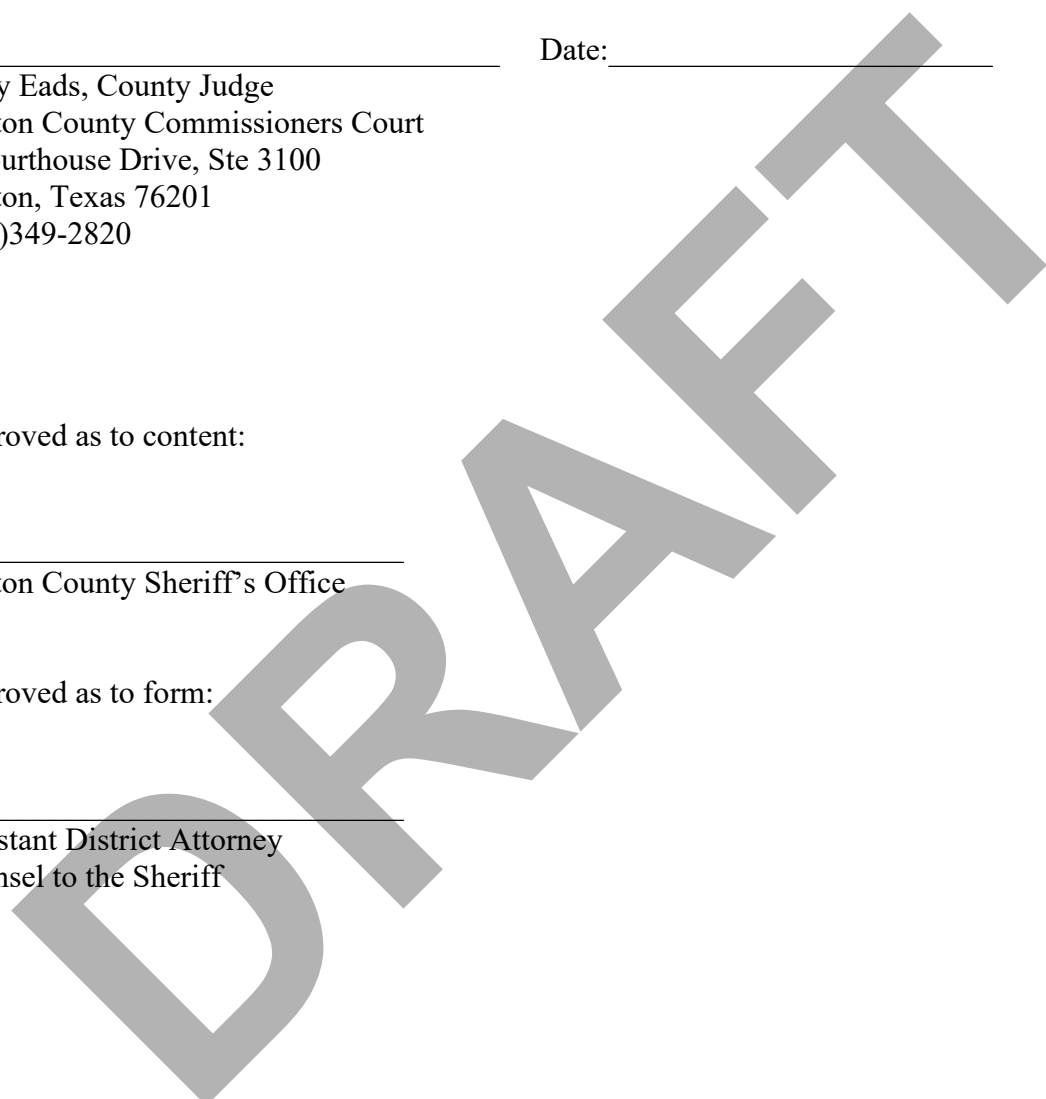 Date:
y Eads, County Judge
ton County Commissioners Court
urthouse Drive, Ste 3100
ton, Texas 76201
)349-2820
roved as to content:
ton County Sheriff’s Office
roved as to form:
stant District Attorney
nsel to the Sheriff
DRAFT